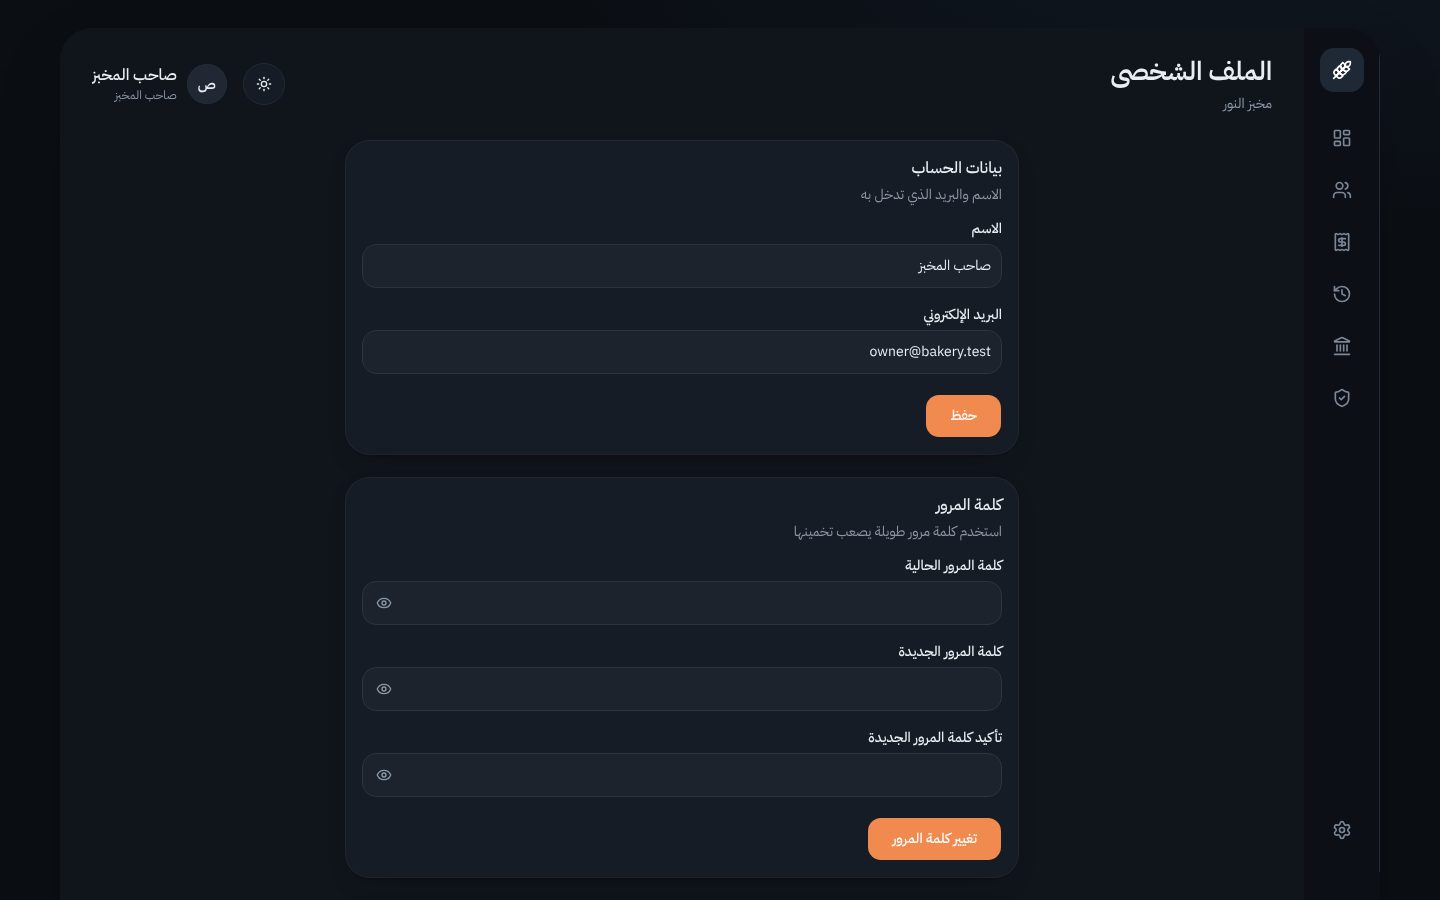 الملف الشخصي
مخبز النور
صاحب المخبز
صاحب المخبز
ص
بيانات الحساب
الاسم والبريد الذي تدخل به
الاسم
صاحب المخبز
البريد الإلكتروني
owner@bakery.test
حفظ
كلمة المرور
استخدم كلمة مرور طويلة يصعب تخمينها
كلمة المرور الحالية
كلمة المرور الجديدة
تأكيد كلمة المرور الجديدة
تغيير كلمة المرور